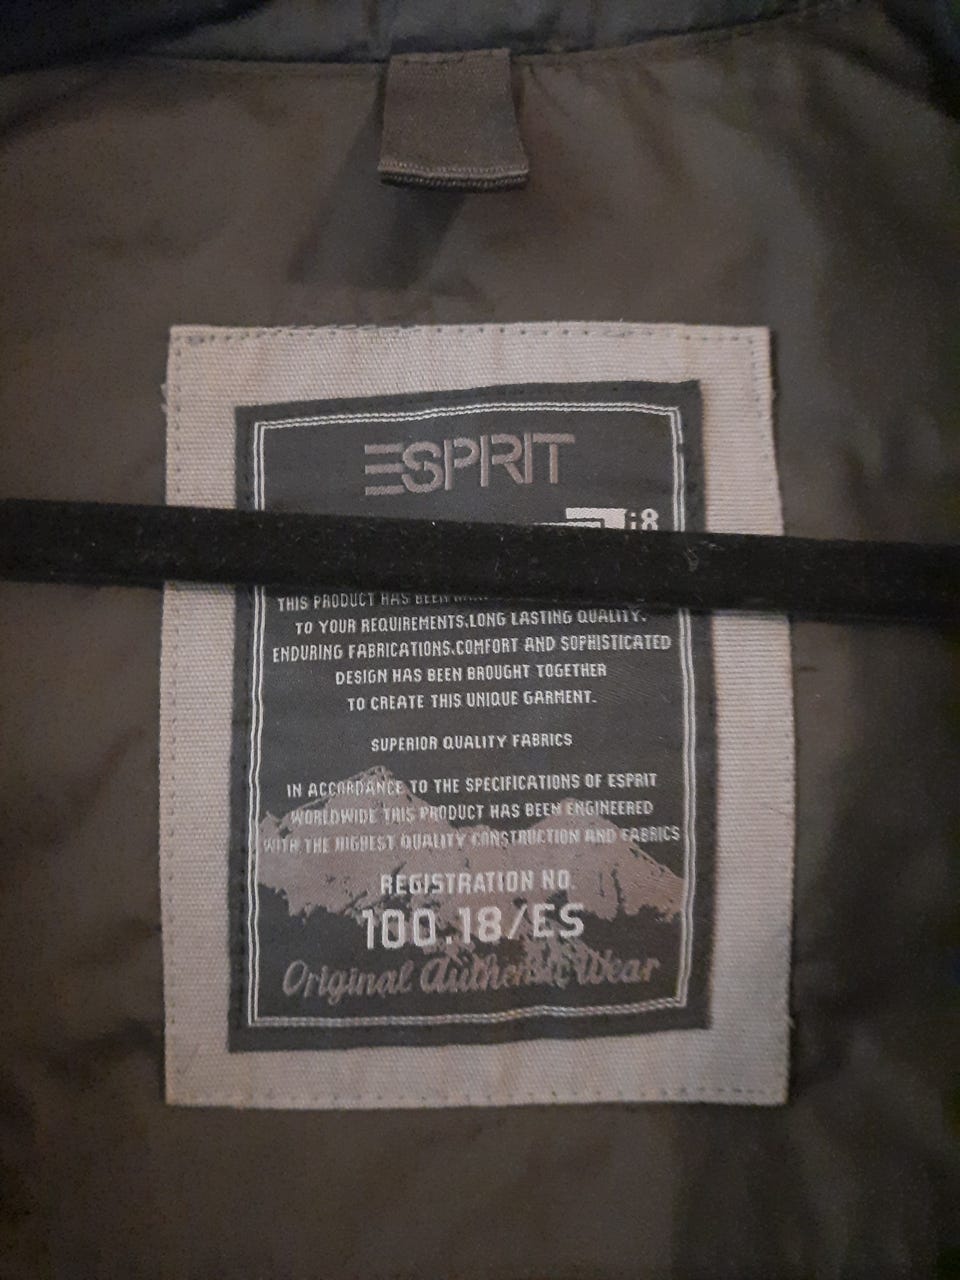 ESPRIT
THIS PRODUCT HAS BEEN
TO YOUR REQUIREMENTS.LONG LASTING QUALITY.
ENDURING FABRICATIONS.COMFORT AND SOPHISTICATED
DESIGN HAS BEEN BROUGHT TOGETHER
TO CREATE THIS UNIQUE GARMENT.
SUPERIOR QUALITY FABRICS
IN ACCORDANCE TO THE SPECIFICATIONS OF ESPRIT
WORLDWIDE THIS PRODUCT HAS BEEN ENGINEERED
WITH THE HIGHEST QUALITY CONSTRUCTION AND FABRICS
REGISTRATION NO.
100.18/ES
Original Authentic Wear